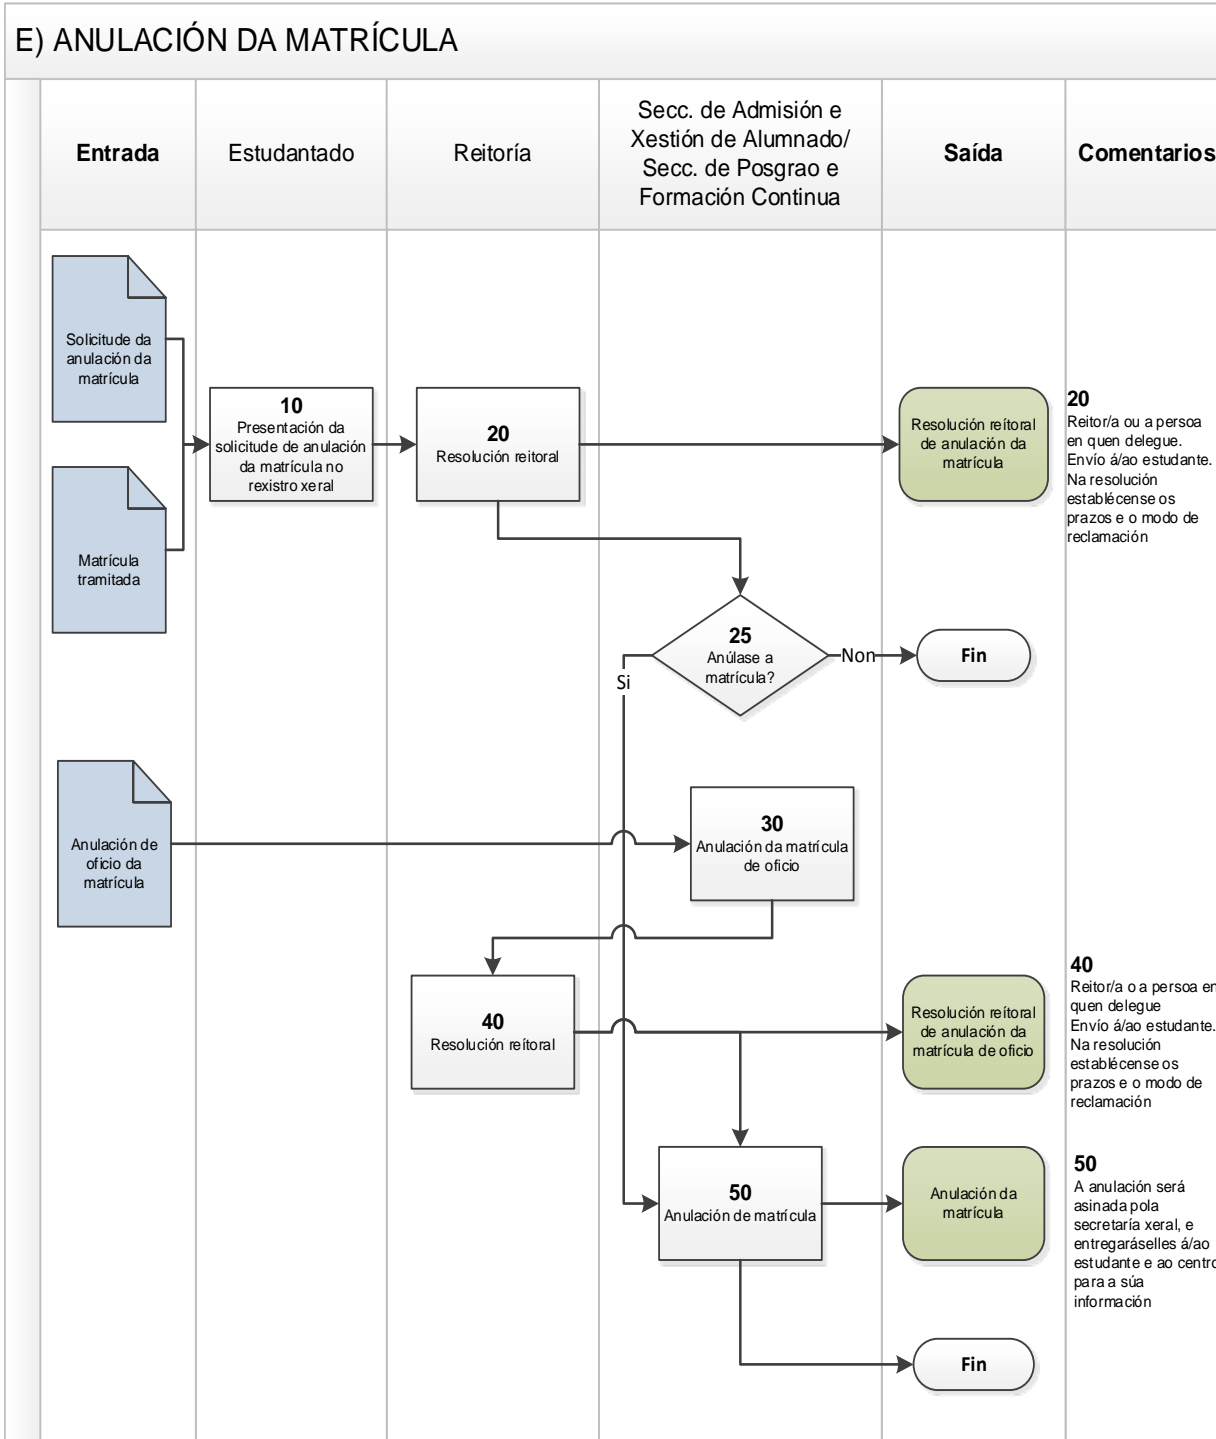 E) ANULACIÓN DA MATRÍCULA
Entrada
Estudantado
Reitoría
Secc. de Admisión e
Xestión de Alumnado/
Secc. de Posgrao e
Formación Continua
Saída
Comentarios
Solicitude da
anulación da
matrícula
Matrícula
tramitada
10
Presentación da
solicitude de anulación
da matrícula no
rexistro xeral
20
Resolución reitoral
Resolución reítoral
de anulación da
matrícula
20
Reitor/a ou a persoa
en quen delegue.
Envío á/ao estudante.
Na resolución
establécense os
prazos e o modo de
reclamación
25
Anúlase a
matrícula?
Non
Fin
Si
Anulación de
oficio da
matrícula
30
Anulación da matrícula
de oficio
40
Resolución reítoral
Resolución reítoral
de anulación da
matrícula de oficio
40
Reitor/a o a persoa en
quen delegue
Envío á/ao estudante.
Na resolución
establécense os
prazos e o modo de
reclamación
50
Anulación de matrícula
Anulación da
matrícula
50
A anulación será
asinada pola
secretaría xeral, e
entregaráselles á/ao
estudante e ao centro
para a súa
información
Fin